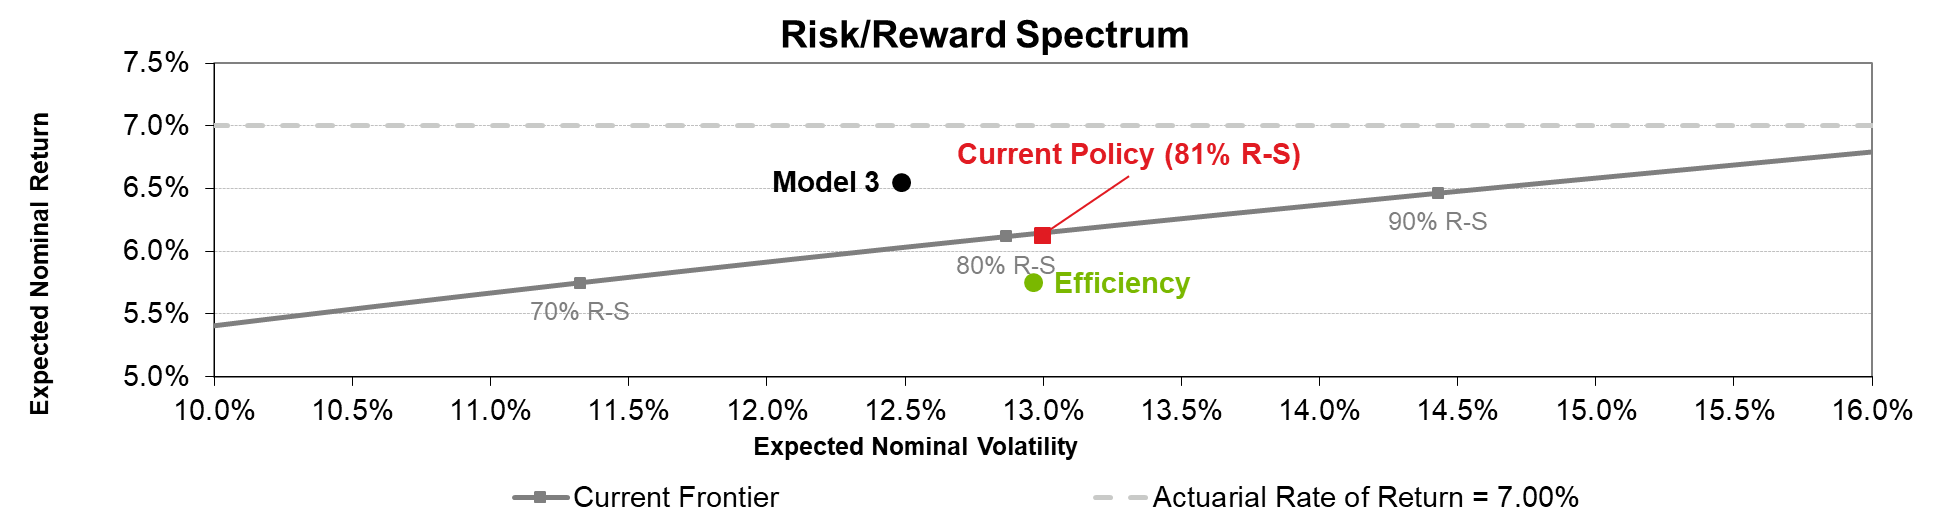 Risk/Reward Spectrum
Expected Nominal Return
7.5%
7.0%
6.5%
6.0%
5.5%
5.0%
Current Policy (81% R-S)
Model 3
90% R-S
80% R-S
Efficiency
70% R-S
10.0% 10.5% 11.0% 11.5% 12.0% 12.5% 13.0% 13.5% 14.0% 14.5% 15.0% 15.5% 16.0%
Expected Nominal Volatility
Current Frontier
Actuarial Rate of Return = 7.00%